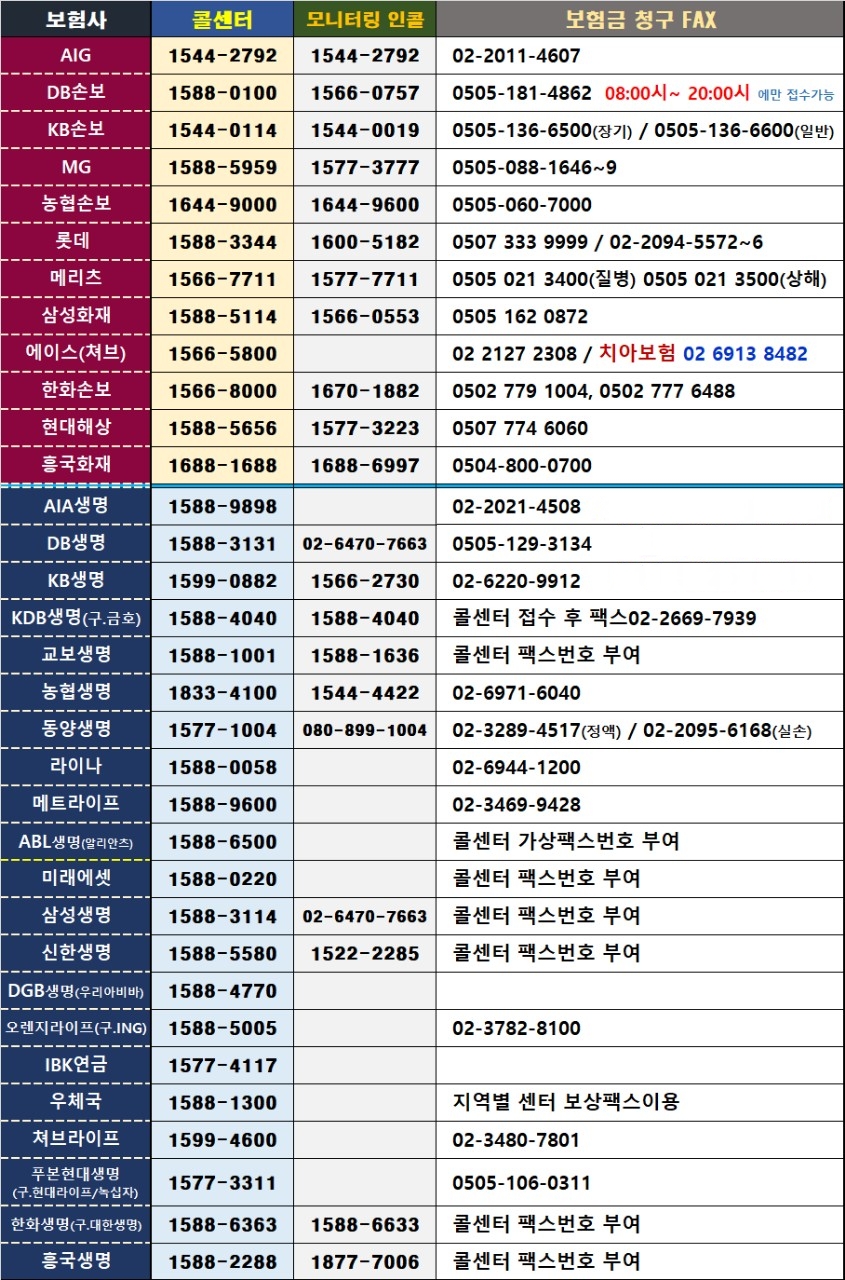 보험사 콜센터 모니터링 인콜 보험금 청구 FAX
AIG 1544-2792 1544-2792 02-2011-4607
DB손보 1588-0100 1566-0757 0505-181-4862 08:00시~ 20:00시 에만 접수가능
KB손보 1544-0114 1544-0019 0505-136-6500(장기) / 0505-136-6600(일반)
MG 1588-5959 1577-3777 0505-088-1646~9
농협손보 1644-9000 1644-9600 0505-060-7000
롯데 1588-3344 1600-5182 0507 333 9999 / 02-2094-5572~6
메리츠 1566-7711 1577-7711 0505 021 3400(질병) 0505 021 3500(상해)
삼성화재 1588-5114 1566-0553 0505 162 0872
에이스(쳐브) 1566-5800 02 2127 2308 / 치아보험 02 6913 8482
한화손보 1566-8000 1670-1882 0502 779 1004, 0502 777 6488
현대해상 1588-5656 1577-3223 0507 774 6060
흥국화재 1688-1688 1688-6997 0504-800-0700
AIA생명 1588-9898 02-2021-4508
DB생명 1588-3131 02-6470-7663 0505-129-3134
KB생명 1599-0882 1566-2730 02-6220-9912
KDB생명(구.금호) 1588-4040 1588-4040 콜센터 접수 후 팩스02-2669-7939
교보생명 1588-1001 1588-1636 콜센터 팩스번호 부여
농협생명 1833-4100 1544-4422 02-6971-6040
동양생명 1577-1004 080-899-1004 02-3289-4517(정액) / 02-2095-6168(실손)
라이나 1588-0058 02-6944-1200
메트라이프 1588-9600 02-3469-9428
ABL생명(알리안츠) 1588-6500 콜센터 가상팩스번호 부여
미래에셋 1588-0220 콜센터 팩스번호 부여
삼성생명 1588-3114 02-6470-7663 콜센터 팩스번호 부여
신한생명 1588-5580 1522-2285 콜센터 팩스번호 부여
DGB생명(우리아비바) 1588-4770
오렌지라이프(구.ING) 1588-5005 02-3782-8100
IBK연금 1577-4117
우체국 1588-1300 지역별 센터 보상팩스이용
쳐브라이프 1599-4600 02-3480-7801
푸본현대생명
(구.현대라이프/녹십자) 1577-3311 0505-106-0311
한화생명(구.대한생명) 1588-6363 1588-6633 콜센터 팩스번호 부여
흥국생명 1588-2288 1877-7006 콜센터 팩스번호 부여